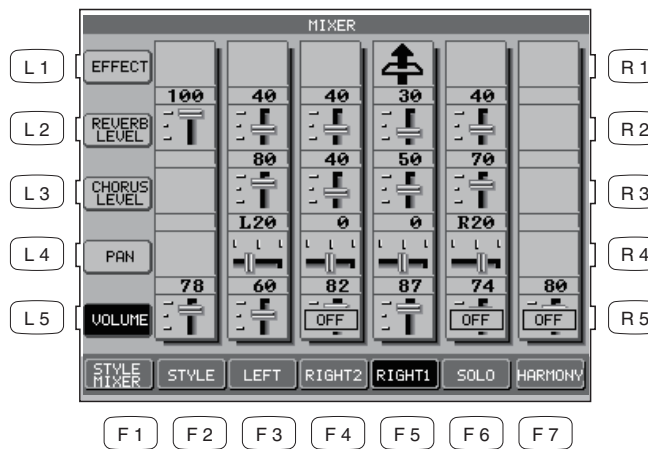 MIXER
L 1 EFFECT R 1
100 40 40 30 40
L 2 REVERB LEVEL R 2
80 40 50 70
L 3 CHORUS LEVEL R 3
L20 0 0 R20
L 4 PAN L L L L L L L L L L L L R 4
78 60 82 87 74 80
L 5 VOLUME OFF OFF OFF R 5
STYLE MIXER STYLE LEFT RIGHT2 RIGHT1 SOLO HARMONY
F 1 F 2 F 3 F 4 F 5 F 6 F 7